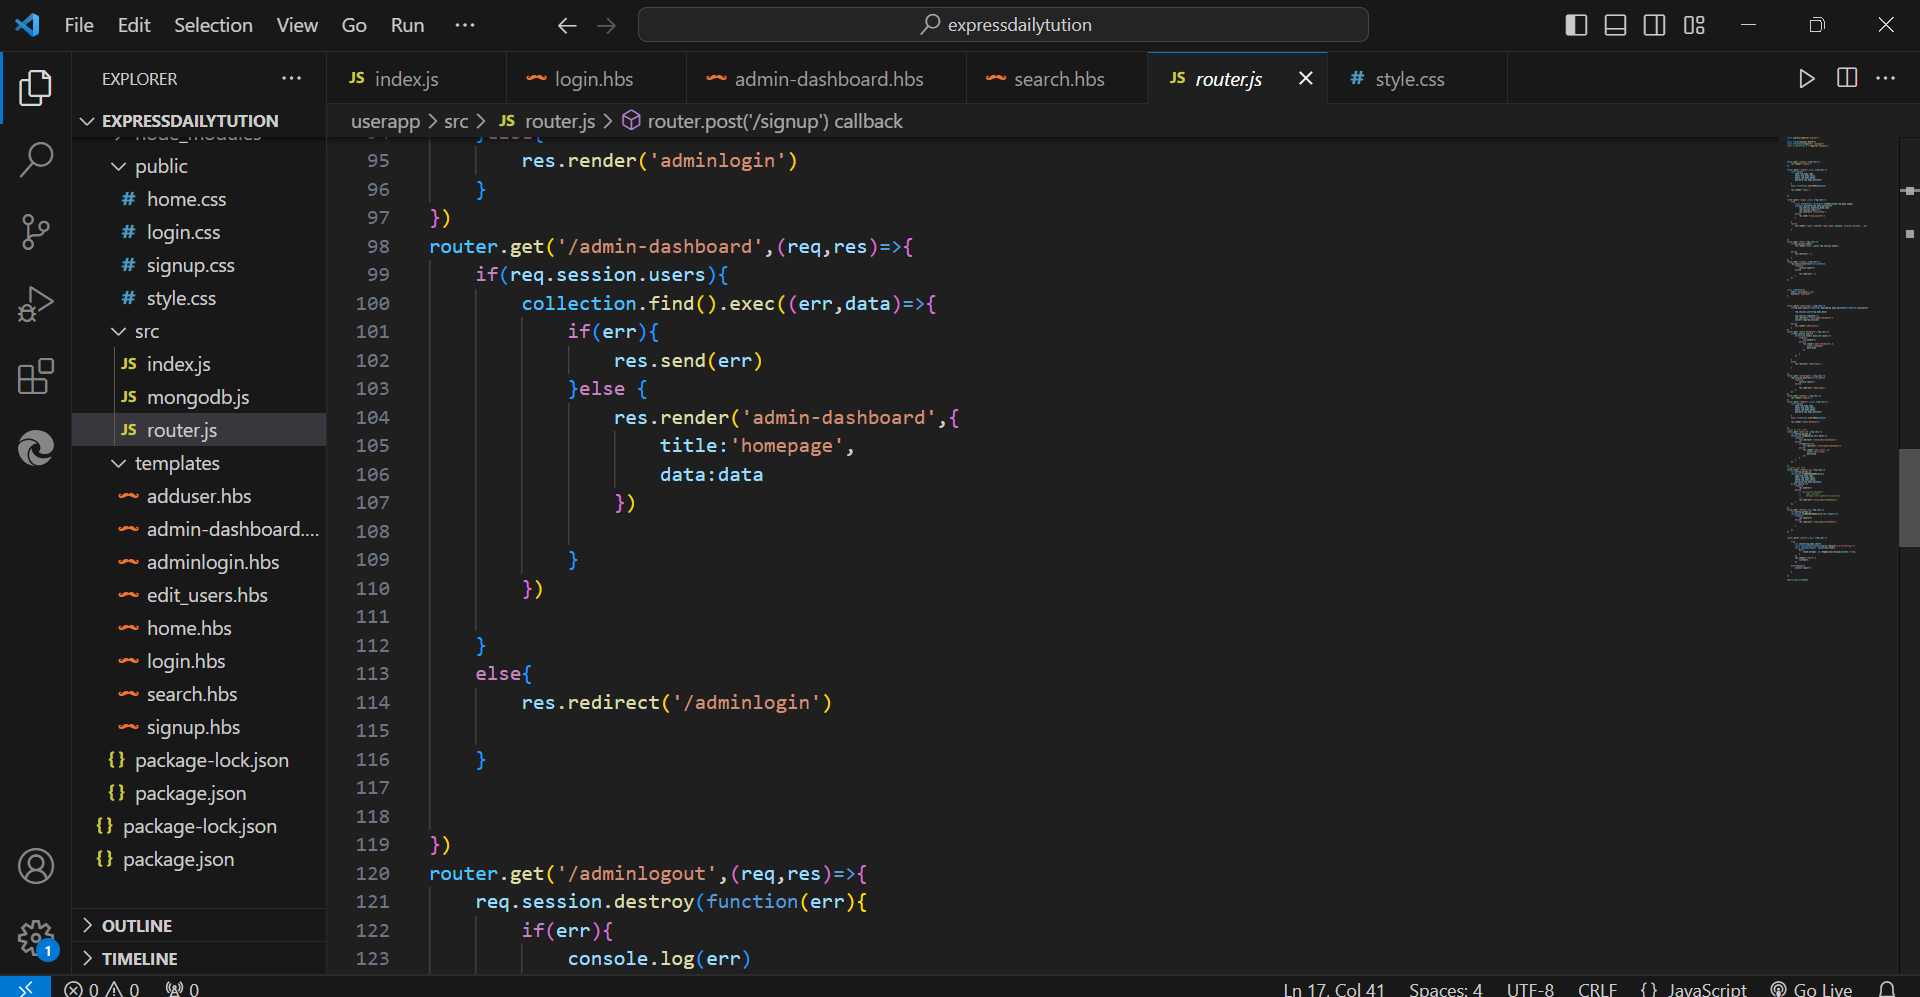 File Edit Selection View Go Run ··· expressdailytution
EXPLORER ···
index.js login.hbs admin-dashboard.hbs search.hbs router.js style.css
userapp > src > JS router.js > router.post('/signup') callback
EXPRESSDAILYTUTION
node_modules
public
# home.css
# login.css
# signup.css
# style.css
src
JS index.js
JS mongodb.js
JS router.js
templates
adduser.hbs
admin-dashboard....
adminlogin.hbs
edit_users.hbs
home.hbs
login.hbs
search.hbs
signup.hbs
{} package-lock.json
{} package.json
{} package-lock.json
{} package.json
OUTLINE
TIMELINE
1
}else{
95 res.render('adminlogin')
96 }
97 })
98 router.get('/admin-dashboard',(req,res)=>{
99 if(req.session.users){
100 collection.find().exec((err,data)=>{
101 if(err){
102 res.send(err)
103 }else {
104 res.render('admin-dashboard',{
105 title:'homepage',
106 data:data
107 })
108
109 }
110 })
111
112 }
113 else{
114 res.redirect('/adminlogin')
115
116 }
117
118
119 })
120 router.get('/adminlogout',(req,res)=>{
121 req.session.destroy(function(err){
122 if(err){
123 console.log(err)
0 0 0 Ln 17, Col 41 Spaces: 4 UTF-8 CRLF {} JavaScript Go Live